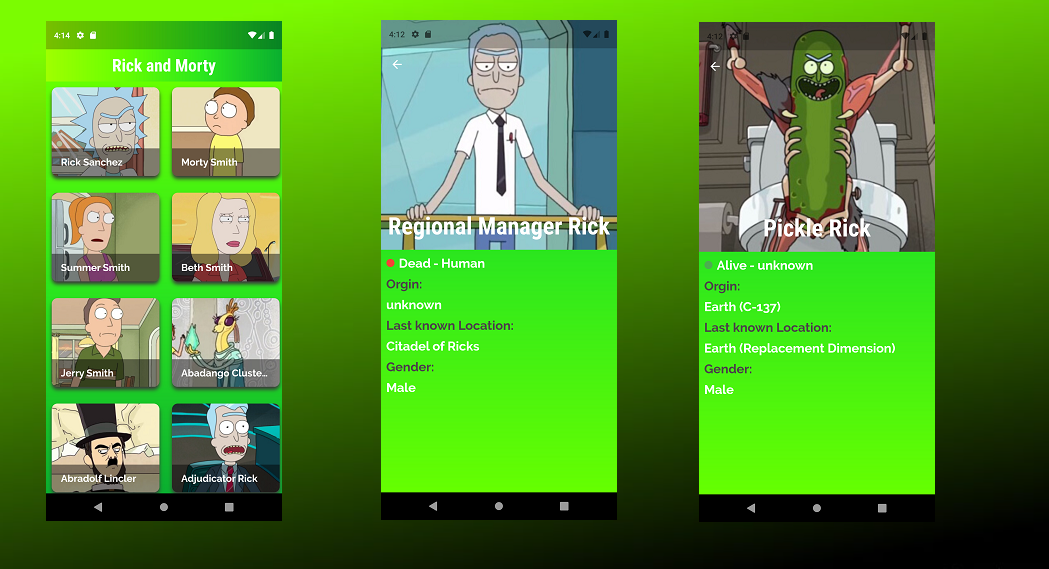 4:14
Rick and Morty
Rick Sanchez
Morty Smith
Summer Smith
Beth Smith
Jerry Smith
Abadango Cluste...
Abradolf Lincler
Adjudicator Rick
4:12
Regional Manager Rick
Dead - Human
Orgin:
unknown
Last known Location:
Citadel of Ricks
Gender:
Male
4:12
Pickle Rick
Alive - unknown
Orgin:
Earth (C-137)
Last known Location:
Earth (Replacement Dimension)
Gender:
Male